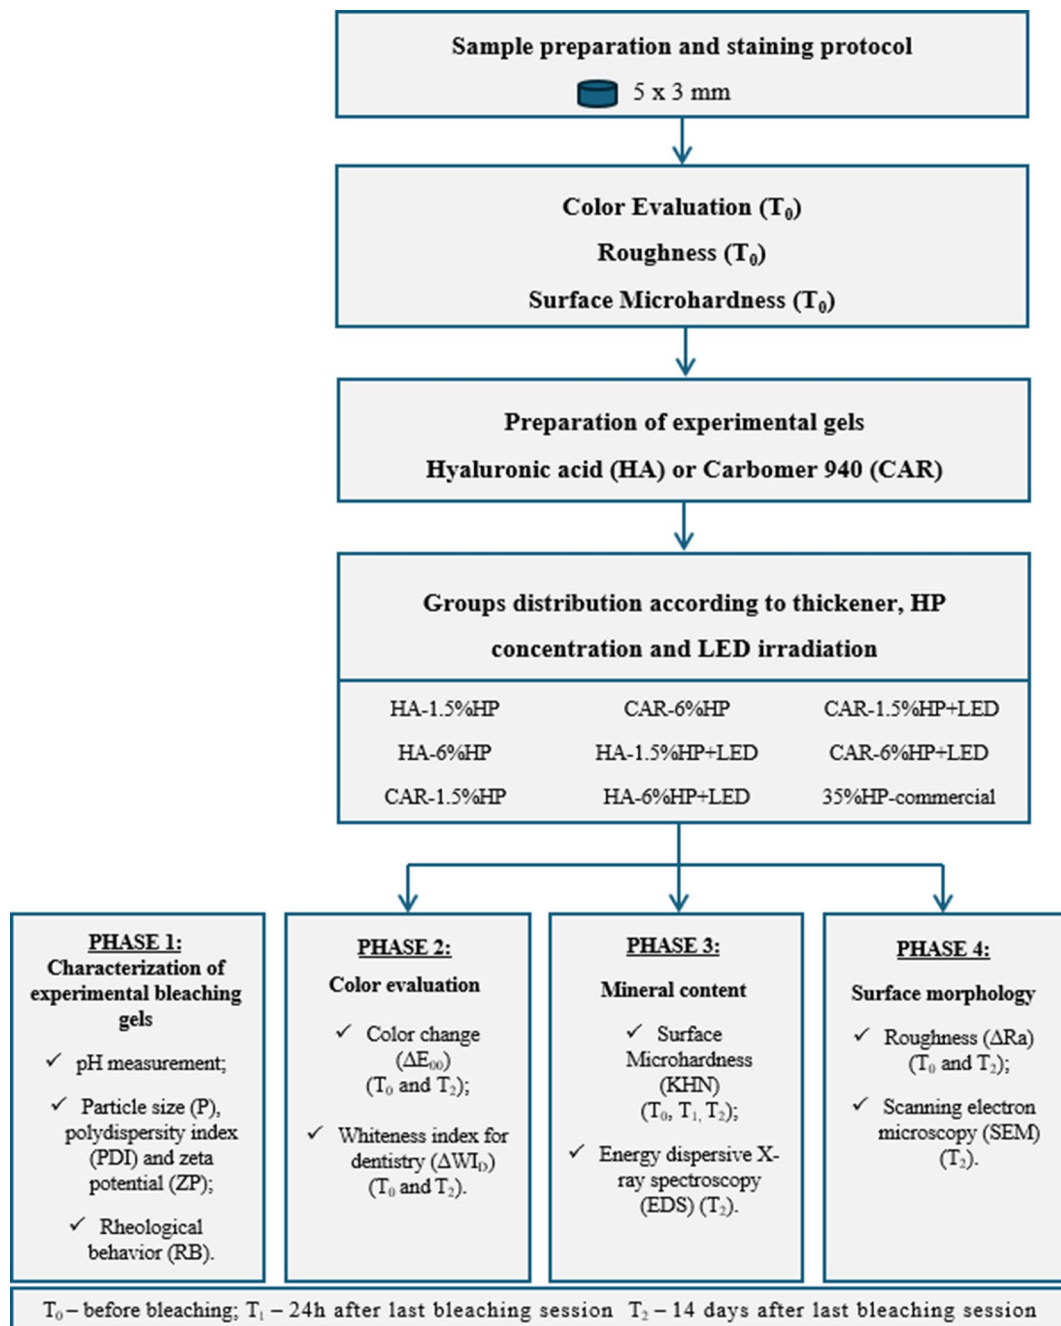 Sample preparation and staining protocol
5 x 3 mm
Color Evaluation (T₀)
Roughness (T₀)
Surface Microhardness (T₀)
Preparation of experimental gels
Hyaluronic acid (HA) or Carbomer 940 (CAR)
Groups distribution according to thickener, HP
concentration and LED irradiation
HA-1.5%HP
HA-6%HP
CAR-1.5%HP
CAR-6%HP
HA-1.5%HP+LED
HA-6%HP+LED
CAR-1.5%HP+LED
CAR-6%HP+LED
35%HP-commercial
PHASE 1:
Characterization of
experimental bleaching
gels
✓ pH measurement;
✓ Particle size (P),
polydispersity index
(PDI) and zeta
potential (ZP);
✓ Rheological
behavior (RB).
PHASE 2:
Color evaluation
✓ Color change
(ΔE₀₀)
(T₀ and T₂);
✓ Whiteness index for
dentistry (ΔWI_D)
(T₀ and T₂).
PHASE 3:
Mineral content
✓ Surface
Microhardness
(KHN)
(T₀, T₁, T₂);
✓ Energy dispersive X-
ray spectroscopy
(EDS) (T₂).
PHASE 4:
Surface morphology
✓ Roughness (ΔRa)
(T₀ and T₂);
✓ Scanning electron
microscopy (SEM)
(T₂).
T₀ – before bleaching; T₁ – 24h after last bleaching session T₂ – 14 days after last bleaching session